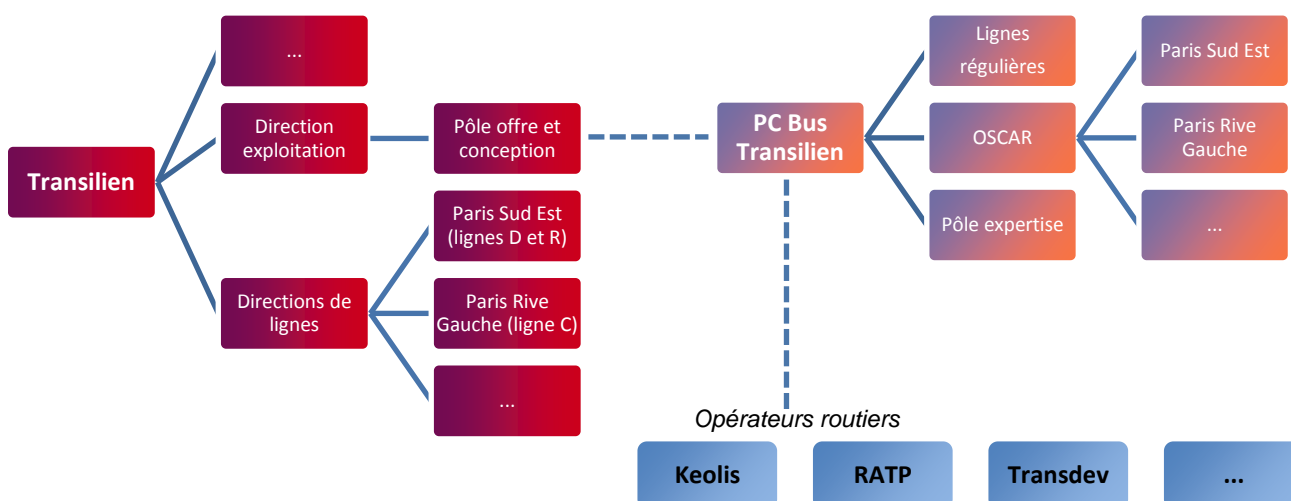 Transilien
...
Direction
exploitation
Directions de
lignes
Pôle offre et
conception
Paris Sud Est
(lignes D et R)
Paris Rive
Gauche (ligne C)
...
PC Bus
Transilien
Lignes
régulières
OSCAR
Pôle expertise
Paris Sud Est
Paris Rive
Gauche
...
Opérateurs routiers
Keolis
RATP
Transdev
...